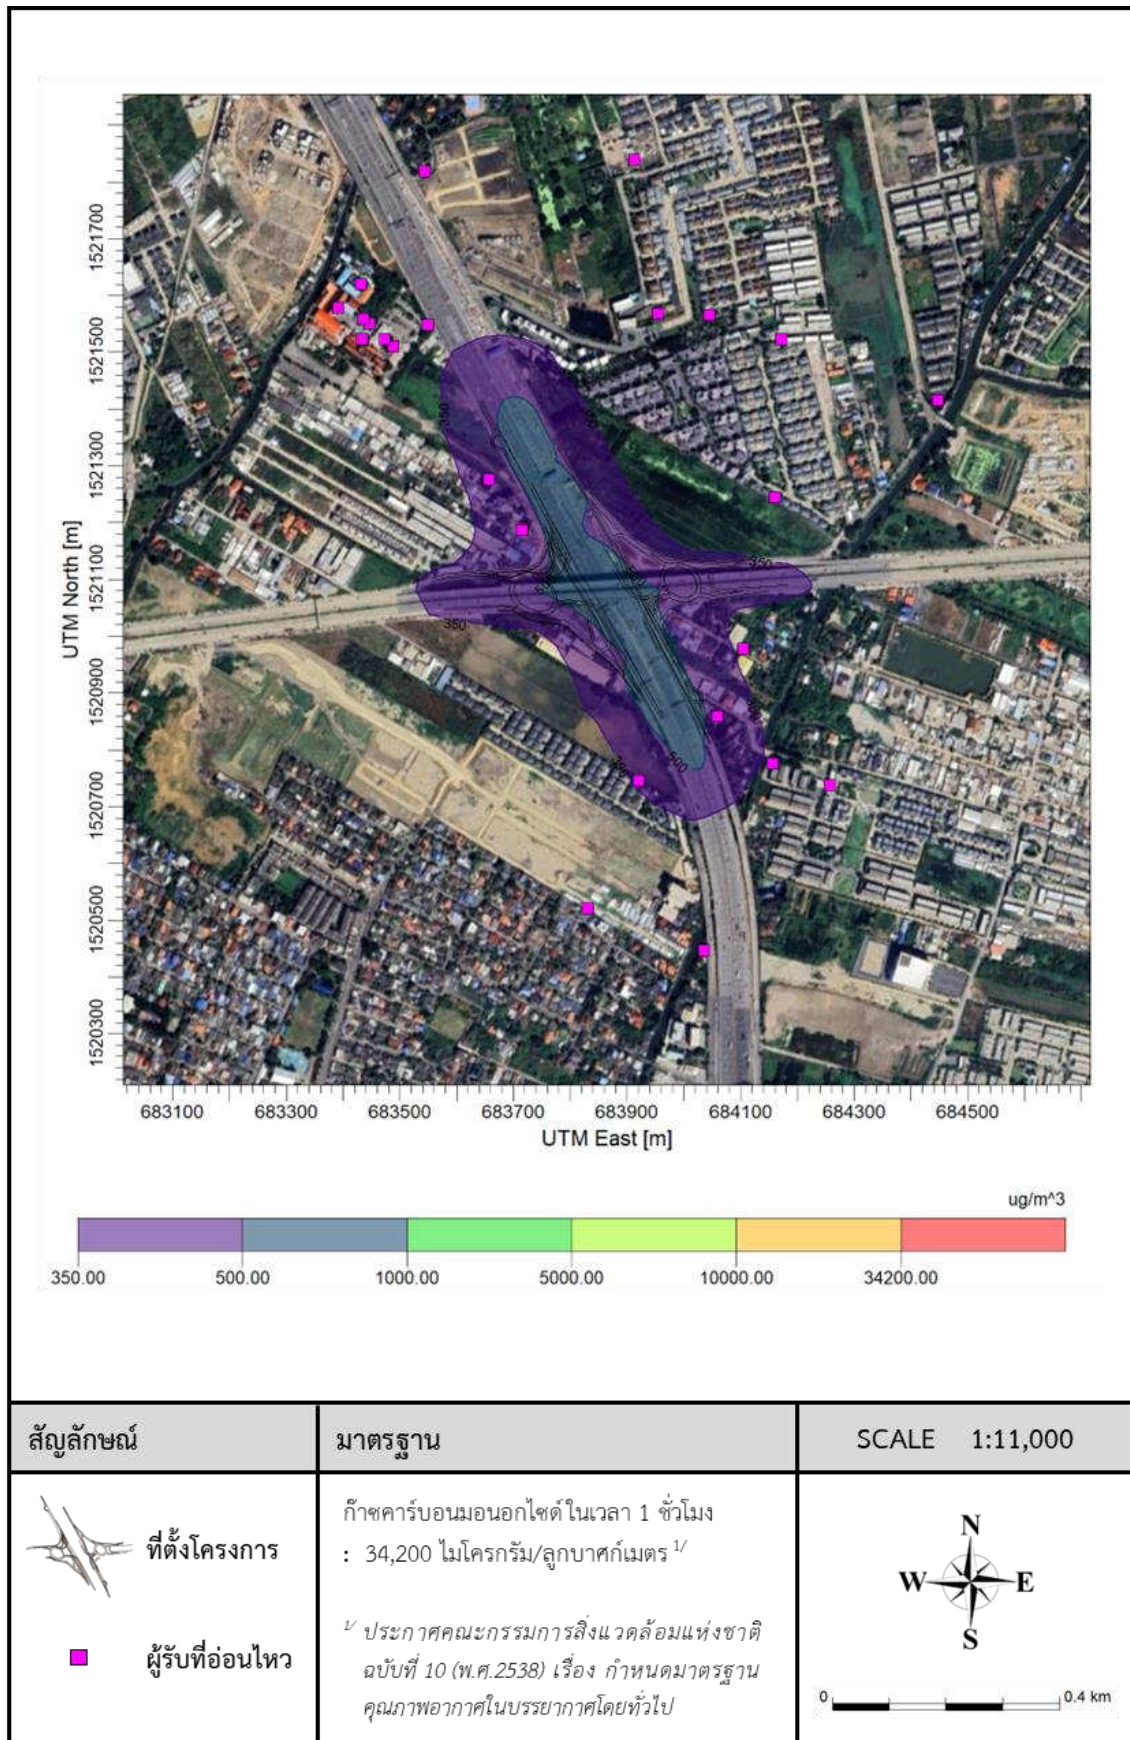 UTM North [m]
1521700
1521500
1521300
1521100
1520900
1520700
1520500
1520300
350
350
350
500
683100 683300 683500 683700 683900 684100 684300 684500
UTM East [m]
ug/m^3
350.00 500.00 1000.00 5000.00 10000.00 34200.00
สัญลักษณ์
ที่ตั้งโครงการ
ผู้รับที่อ่อนไหว
มาตรฐาน
ก๊าซคาร์บอนมอนอกไซด์ ในเวลา 1 ชั่วโมง
: 34,200 ไมโครกรัม/ลูกบาศก์เมตร 1/
1/ ประกาศคณะกรรมการสิ่งแวดล้อมแห่งชาติ
ฉบับที่ 10 (พ.ศ.2538) เรื่อง กำหนดมาตรฐาน
คุณภาพอากาศในบรรยากาศโดยทั่วไป
SCALE 1:11,000
N
W E
S
0 0.4 km